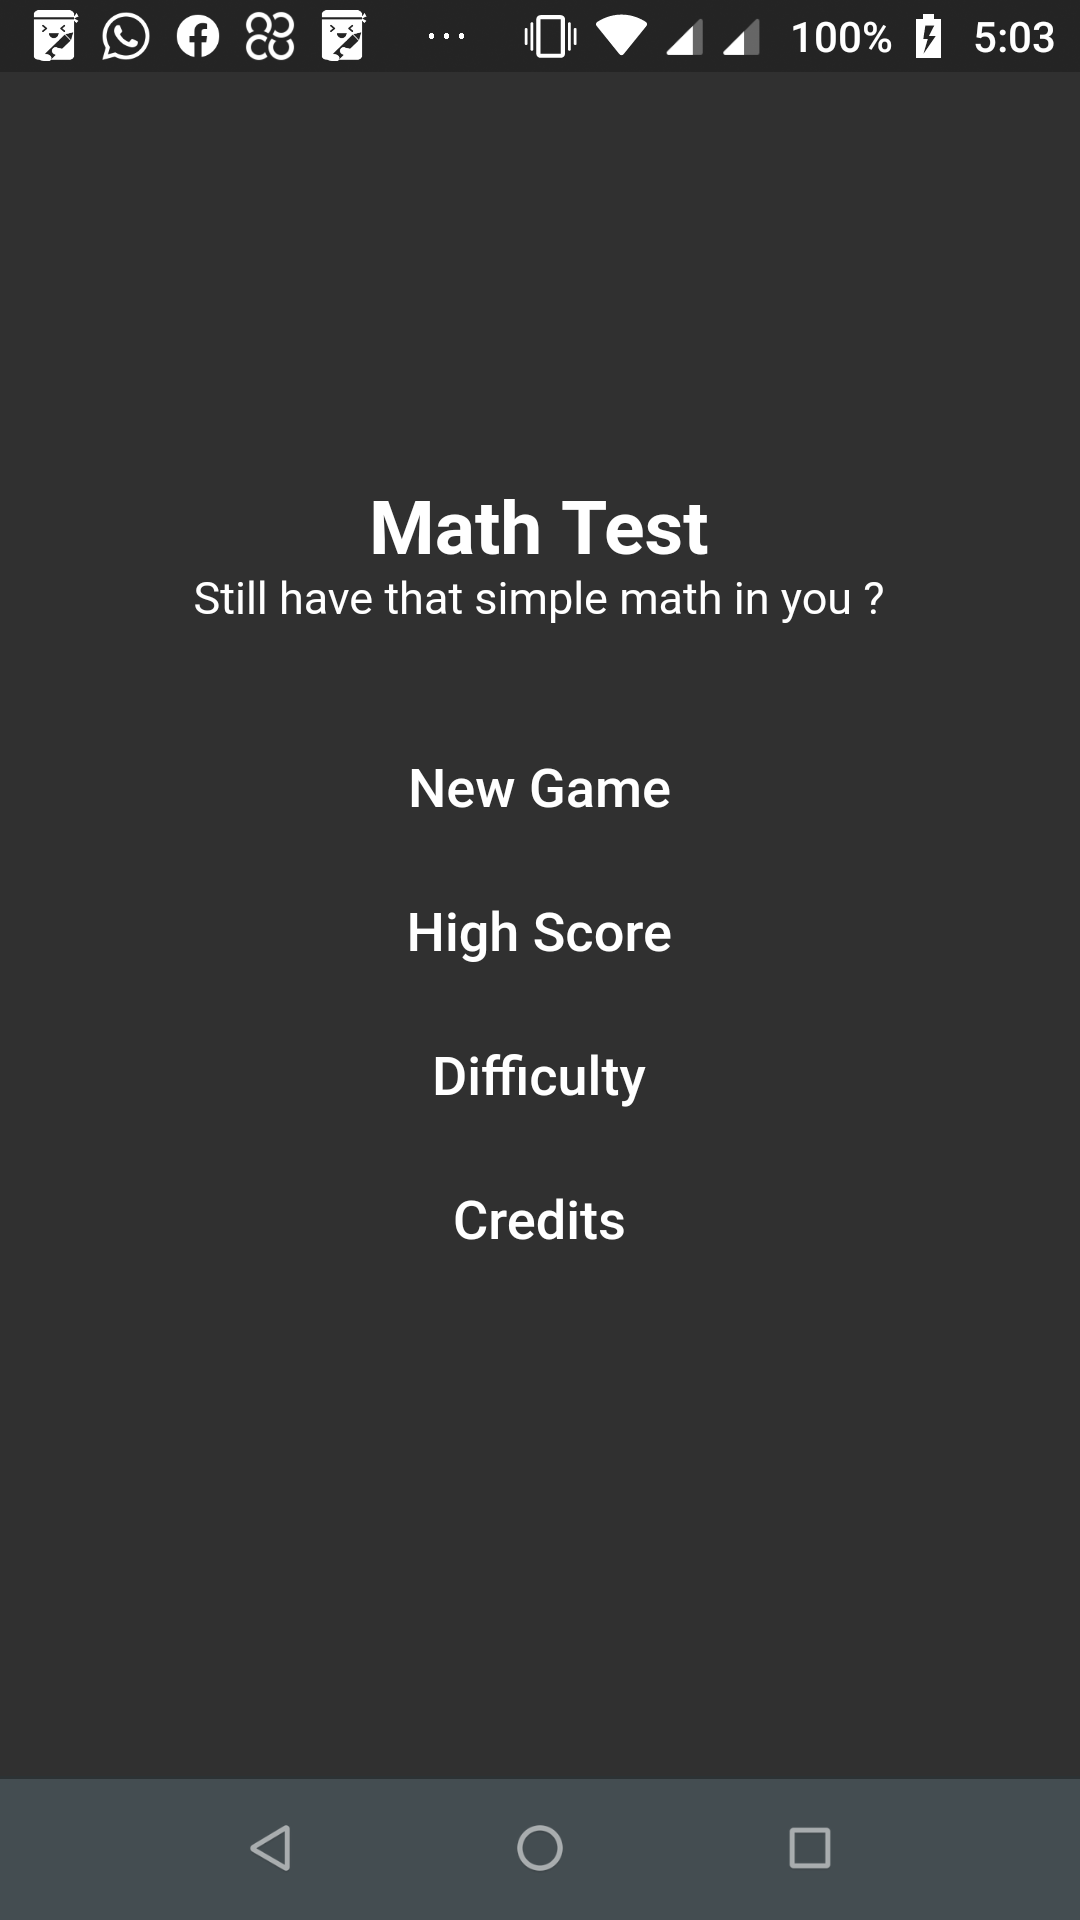 100% 5:03
Math Test
Still have that simple math in you ?
New Game
High Score
Difficulty
Credits